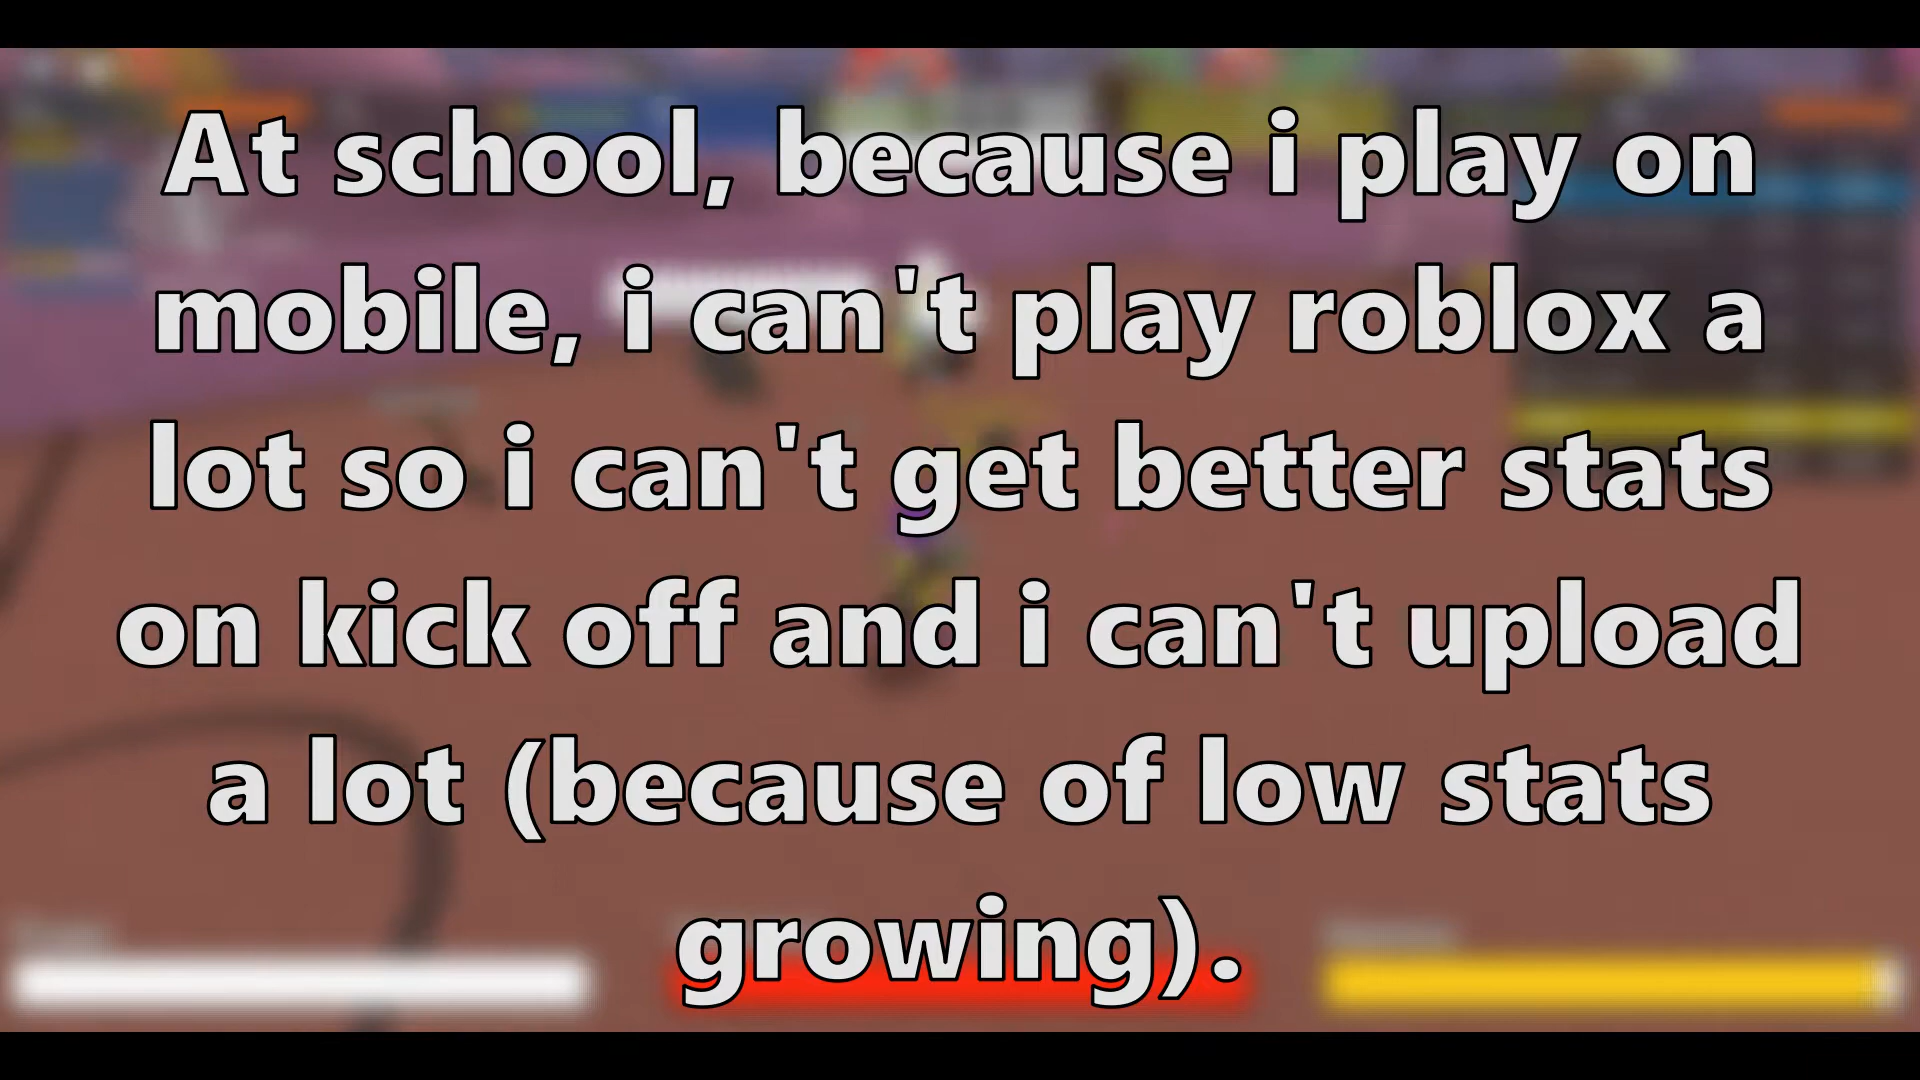 At school, because i play on
mobile, i can't play roblox a
lot so i can't get better stats
on kick off and i can't upload
a lot (because of low stats
growing).